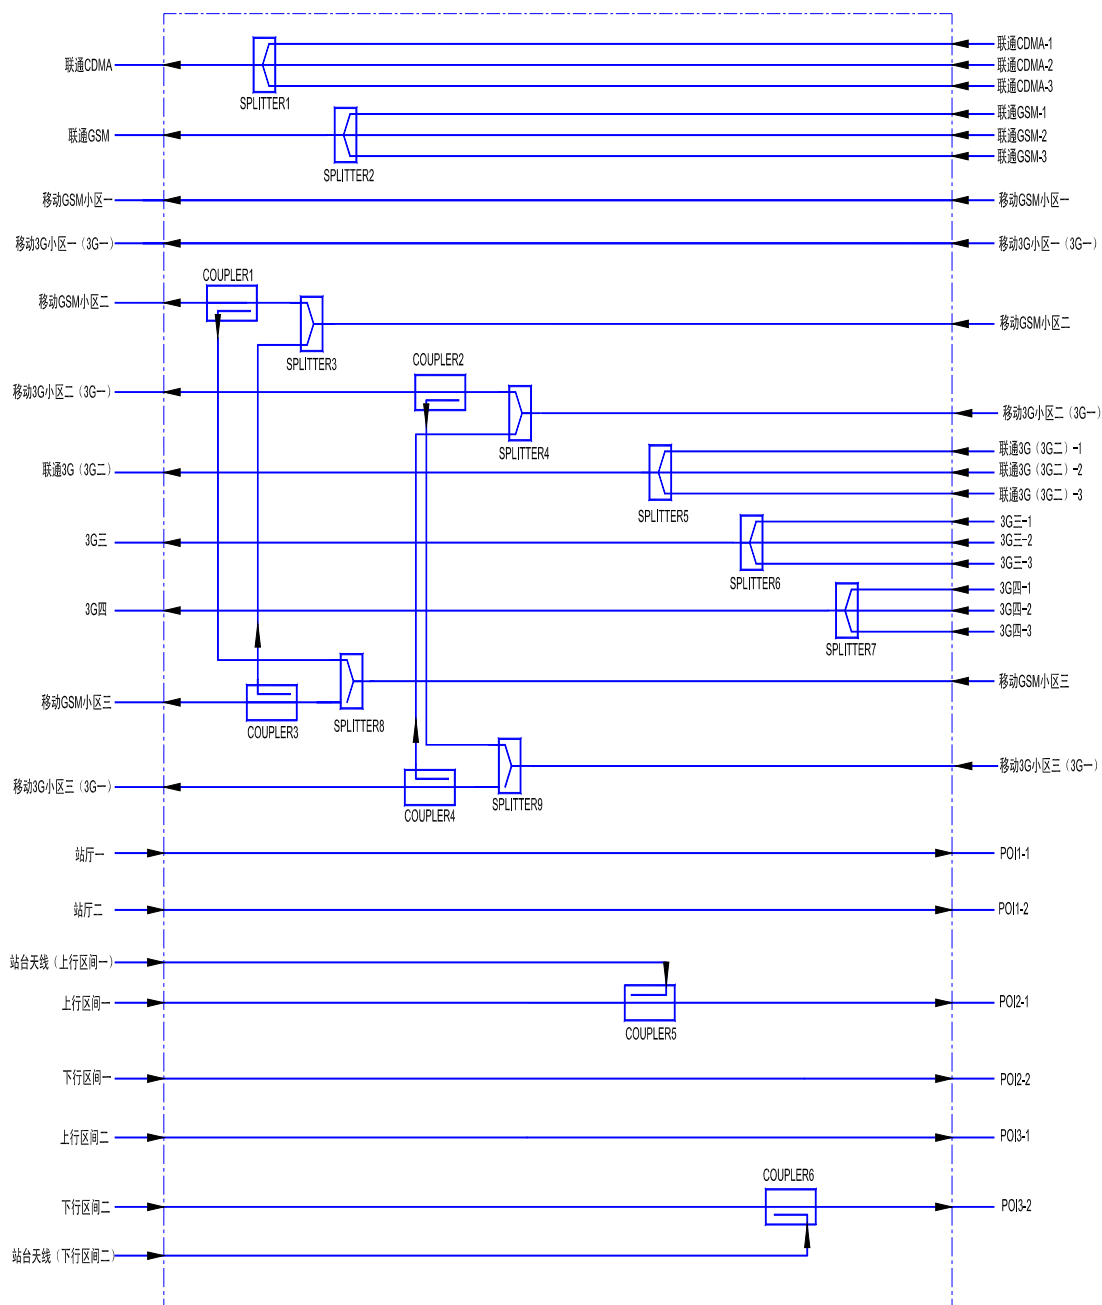 联通CDMA-1
联通CDMA
联通CDMA-2
联通CDMA-3
SPLITTER1
联通GSM-1
联通GSM
联通GSM-2
联通GSM-3
SPLITTER2
移动GSM小区一
移动GSM小区一
移动3G小区一（3G一）
移动3G小区一（3G一）
COUPLER1
移动GSM小区二
移动GSM小区二
SPLITTER3
COUPLER2
移动3G小区二（3G一）
移动3G小区二（3G一）
SPLITTER4
联通3G（3G二）-1
联通3G（3G二）
联通3G（3G二）-2
联通3G（3G二）-3
SPLITTER5
3G三-1
3G三
3G三-2
3G三-3
SPLITTER6
3G四-1
3G四
3G四-2
3G四-3
SPLITTER7
移动GSM小区三
移动GSM小区三
SPLITTER8
COUPLER3
移动3G小区三（3G一）
移动3G小区三（3G一）
SPLITTER9
COUPLER4
站厅一
POI1-1
站厅二
POI1-2
站台天线（上行区间一）
上行区间一
POI2-1
COUPLER5
下行区间一
POI2-2
上行区间二
POI3-1
COUPLER6
下行区间二
POI3-2
站台天线（下行区间二）